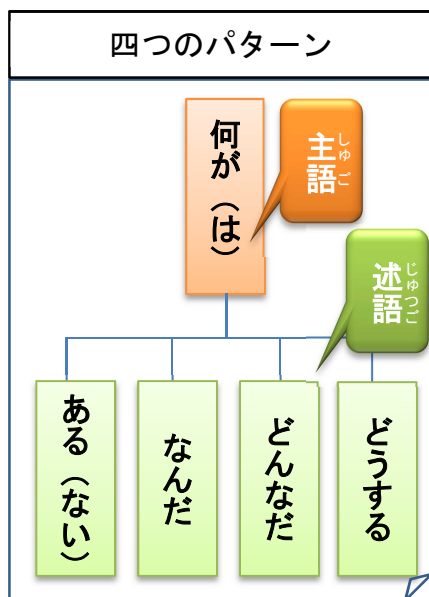 四つのパターン
何が（は）
主語
しゅご
述語
じゅつご
どうする
どんなだ
なんだ
ある（ない）